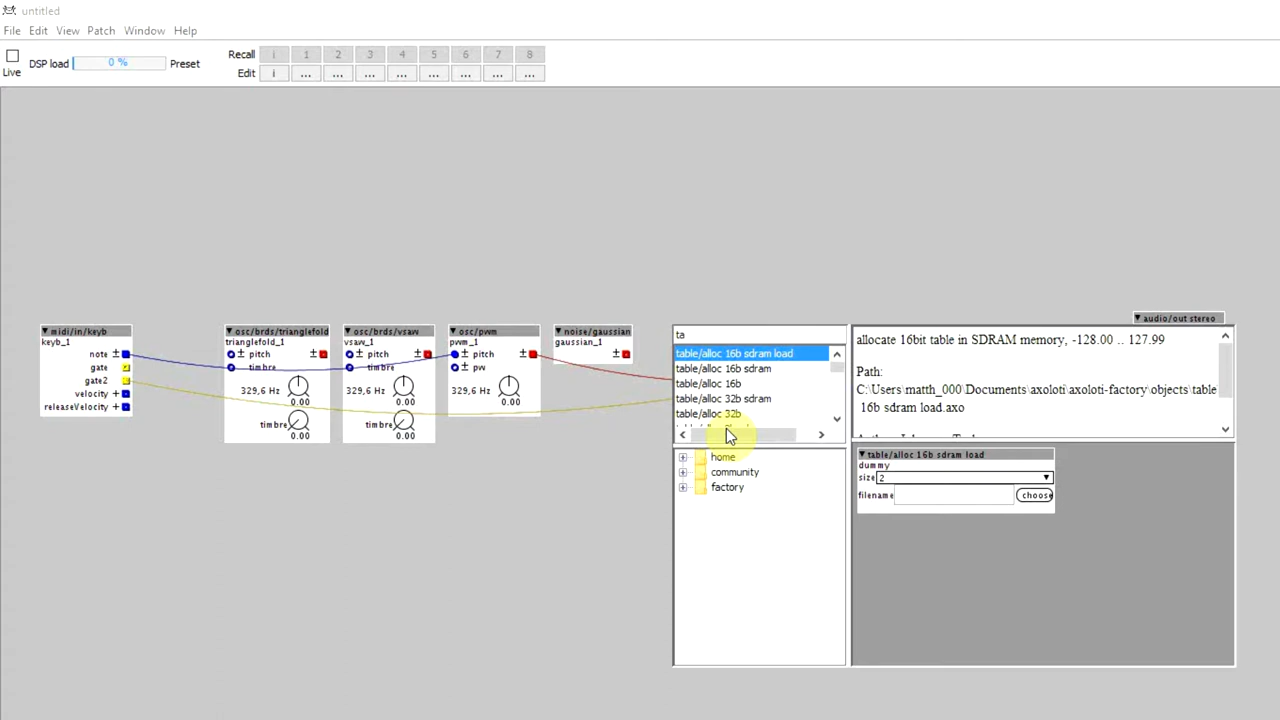 untitled
File Edit View Patch Window Help
Live
DSP load 0 % Preset
Recall i 1 2 3 4 5 6 7 8
Edit i ... ... ... ... ... ... ... ...
midi/in/keyb
keyb_1
note
gate
gate2
velocity
releaseVelocity
osc/brds/trianglefold
trianglefold_1
pitch
timbre
329,6 Hz 0.00
timbre 0.00
osc/brds/vsaw
vsaw_1
pitch
timbre
329,6 Hz 0.00
timbre 0.00
osc/pwm
pwm_1
pitch
pw
329,6 Hz 0.00
noise/gaussian
gaussian_1
audio/out stereo
ta
table/alloc 16b sdram load
table/alloc 16b sdram
table/alloc 16b
table/alloc 32b sdram
table/alloc 32b
home
community
factory
allocate 16bit table in SDRAM memory, -128.00 .. 127.99
Path:
C:\Users\matth_000\Documents\axoloti\axoloti-factory\objects\table
16b sdram load.axo
table/alloc 16b sdram load
dummy
size 2
filename choose